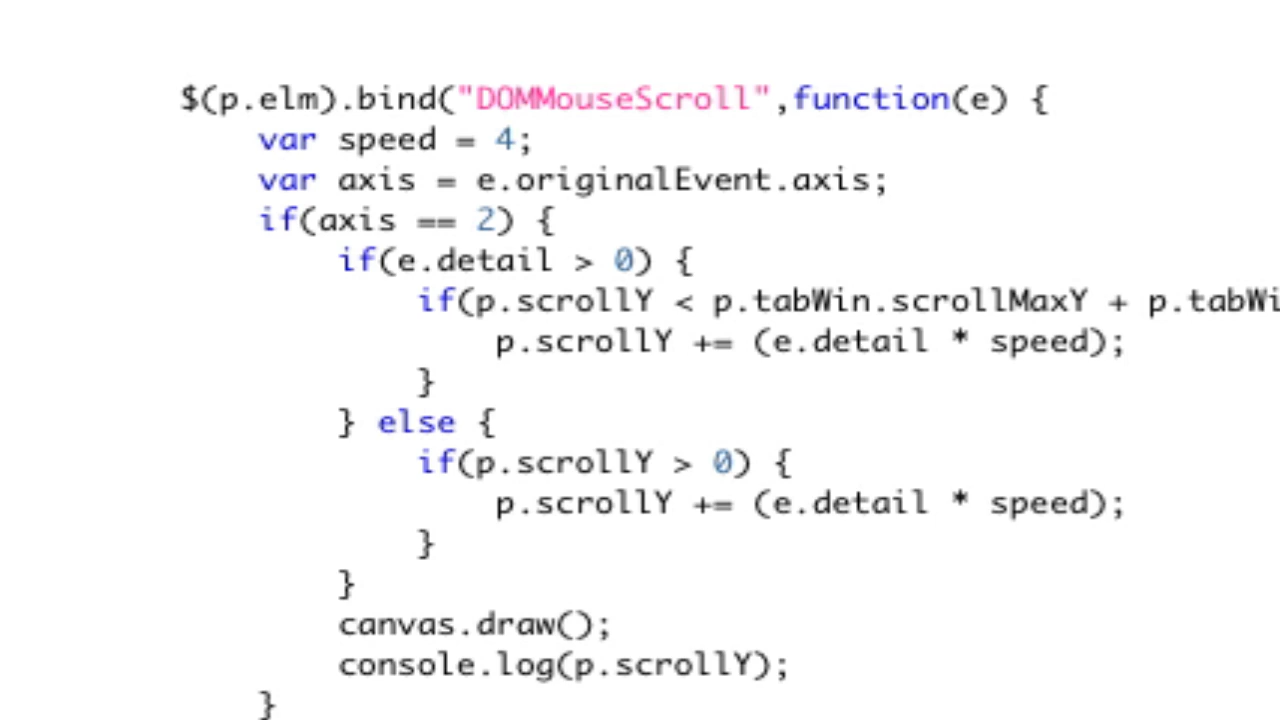 $(p.elm).bind("DOMMouseScroll",function(e) {
    var speed = 4;
    var axis = e.originalEvent.axis;
    if(axis == 2) {
        if(e.detail > 0) {
            if(p.scrollY < p.tabWin.scrollMaxY + p.tabWi
                p.scrollY += (e.detail * speed);
            }
        } else {
            if(p.scrollY > 0) {
                p.scrollY += (e.detail * speed);
            }
        }
        canvas.draw();
        console.log(p.scrollY);
    }